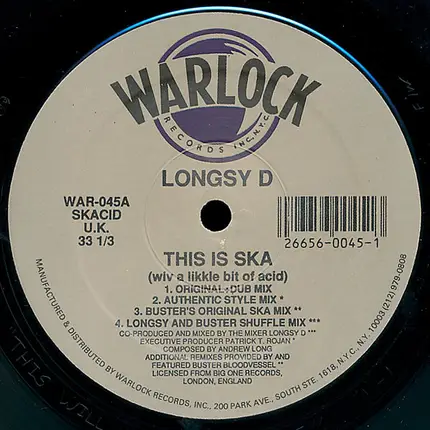 WARLOCK
RECORDS INC. N.Y.C.
LONGSY D
WAR-045A
SKACID
U.K.
33 1/3
26656-0045-1
THIS IS SKA
(wiv a likkle bit of acid)
1. ORIGINAL+DUB MIX
2. AUTHENTIC STYLE MIX *
3. BUSTER'S ORIGINAL SKA MIX **
4. LONGSY AND BUSTER SHUFFLE MIX ***
CO-PRODUCED AND MIXED BY THE MIXER LONGSY D ***
EXECUTIVE PRODUCER PATRICK T. ROJAN *
COMPOSED BY ANDREW LONG
ADDITIONAL REMIXES PROVIDED BY AND
FEATURED BUSTER BLOODVESSEL **
LICENSED FROM BIG ONE RECORDS,
LONDON, ENGLAND
MANUFACTURED & DISTRIBUTED BY WARLOCK RECORDS, INC., 200 PARK AVE., SOUTH STE. 1618, N.Y.C., N.Y. 10003 (212) 979-0808